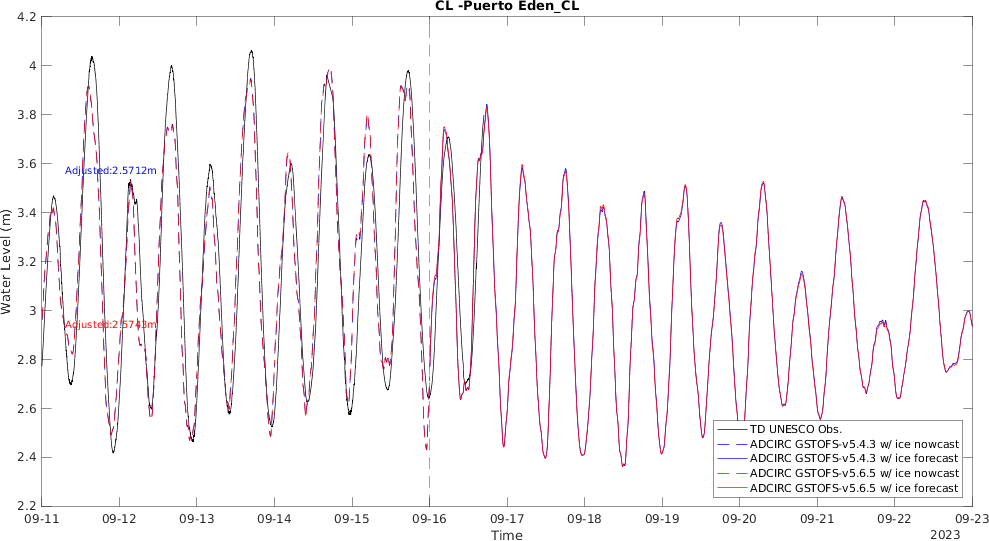 CL -Puerto Eden_CL
4.2
4
3.8
3.6
3.4
3.2
3
2.8
2.6
2.4
2.2
Water Level (m)
Adjusted:2.5712m
Adjusted:2.5743m
TD UNESCO Obs.
ADCIRC GSTOFS-v5.4.3 w/ ice nowcast
ADCIRC GSTOFS-v5.4.3 w/ ice forecast
ADCIRC GSTOFS-v5.6.5 w/ ice nowcast
ADCIRC GSTOFS-v5.6.5 w/ ice forecast
09-11 09-12 09-13 09-14 09-15 09-16 09-17 09-18 09-19 09-20 09-21 09-22 09-23
Time
2023